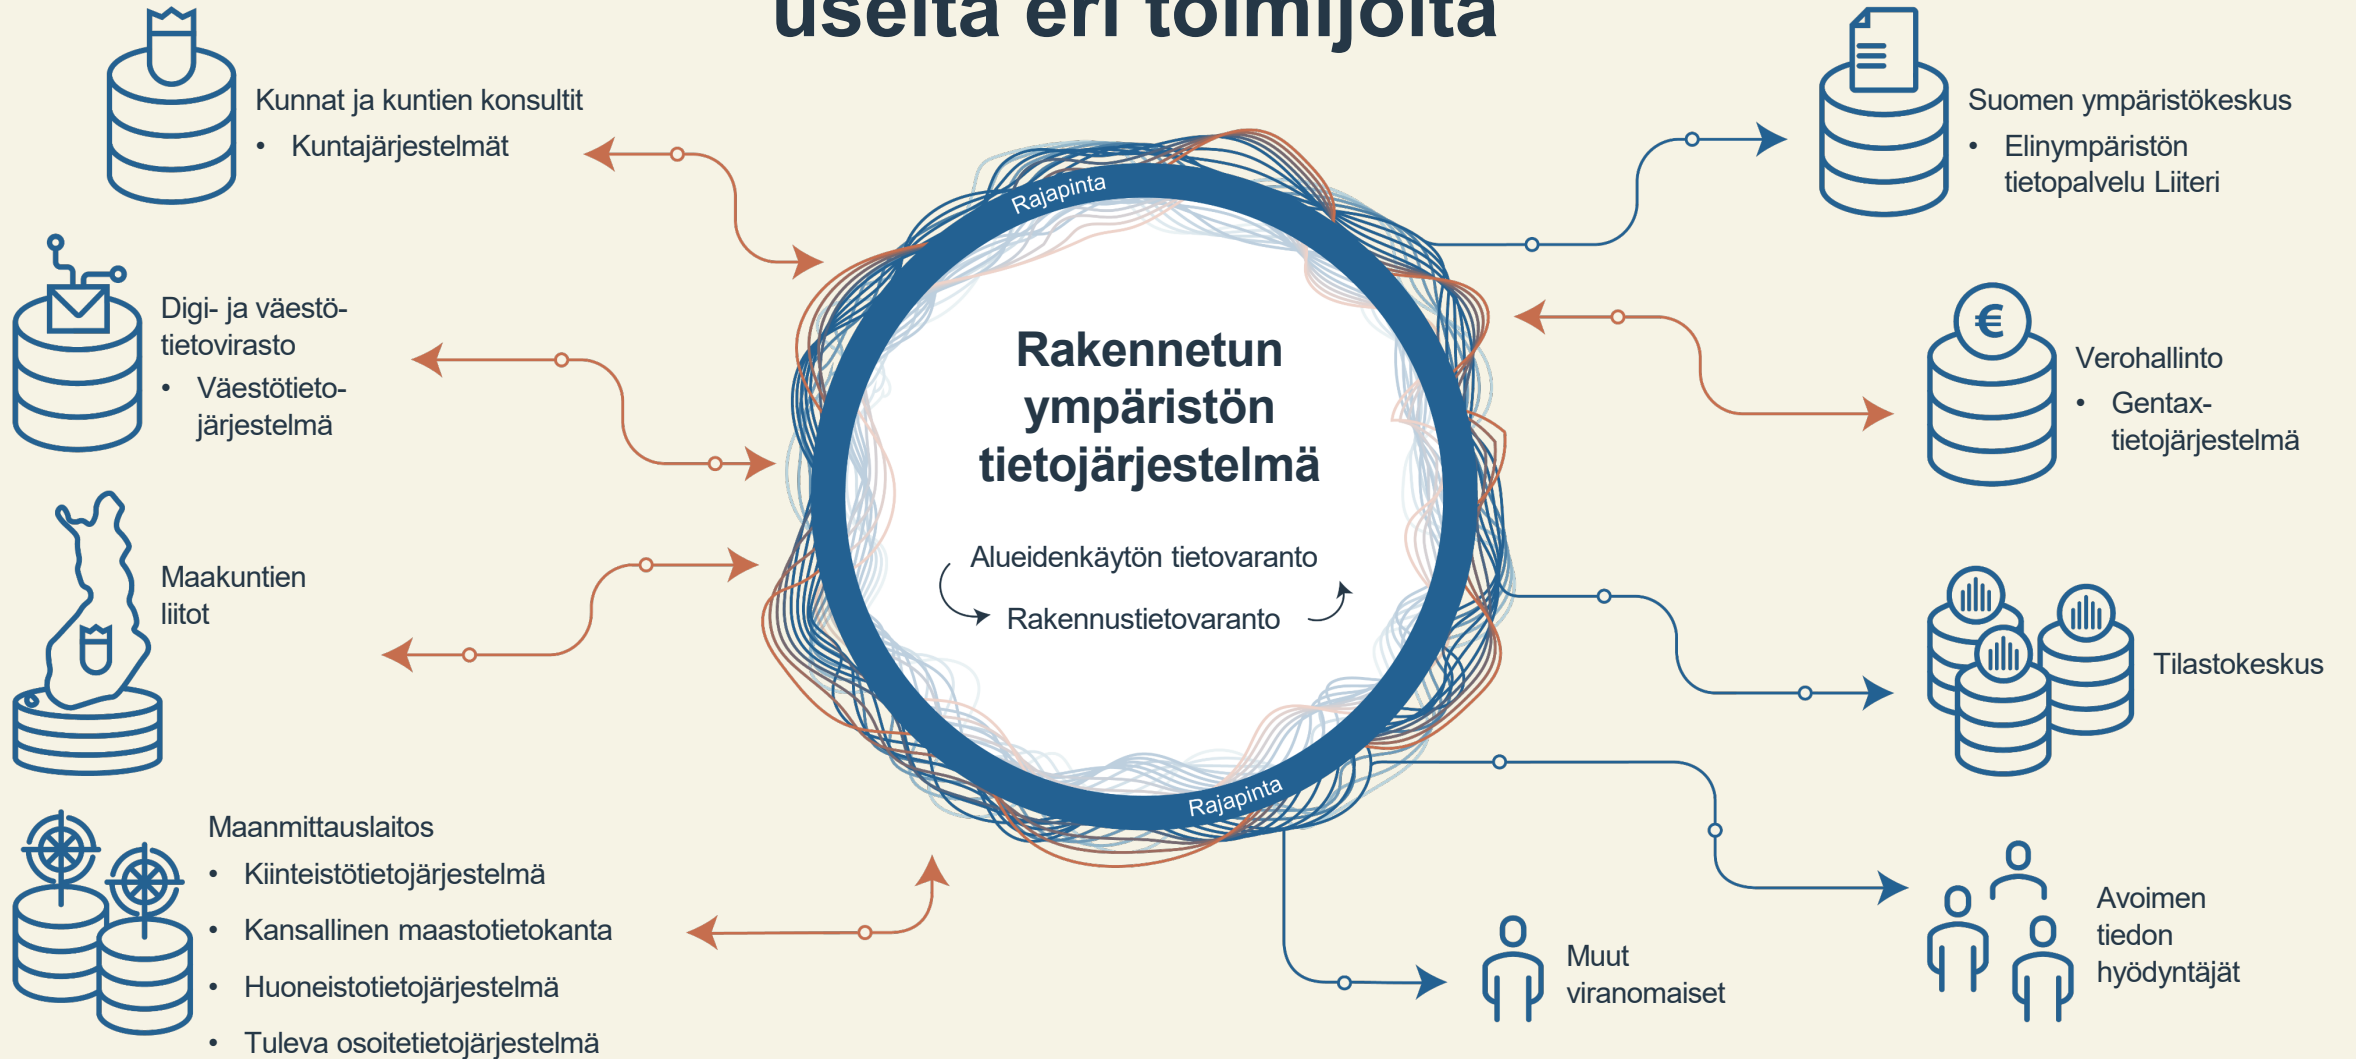 useita eri toimijoita
Kunnat ja kuntien konsultit
• Kuntajärjestelmät
Digi- ja väestö-
tietovirasto
• Väestötieto-
järjestelmä
Maakuntien
liitot
Maanmittauslaitos
• Kiinteistötietojärjestelmä
• Kansallinen maastotietokanta
• Huoneistotietojärjestelmä
• Tuleva osoitetietojärjestelmä
Rajapinta
Rakennetun
ympäristön
tietojärjestelmä
Alueidenkäytön tietovaranto
Rakennustietovaranto
Rajapinta
Suomen ympäristökeskus
• Elinympäristön
tietopalvelu Liiteri
€
Verohallinto
• Gentax-
tietojärjestelmä
Tilastokeskus
Avoimen
tiedon
hyödyntäjät
Muut
viranomaiset